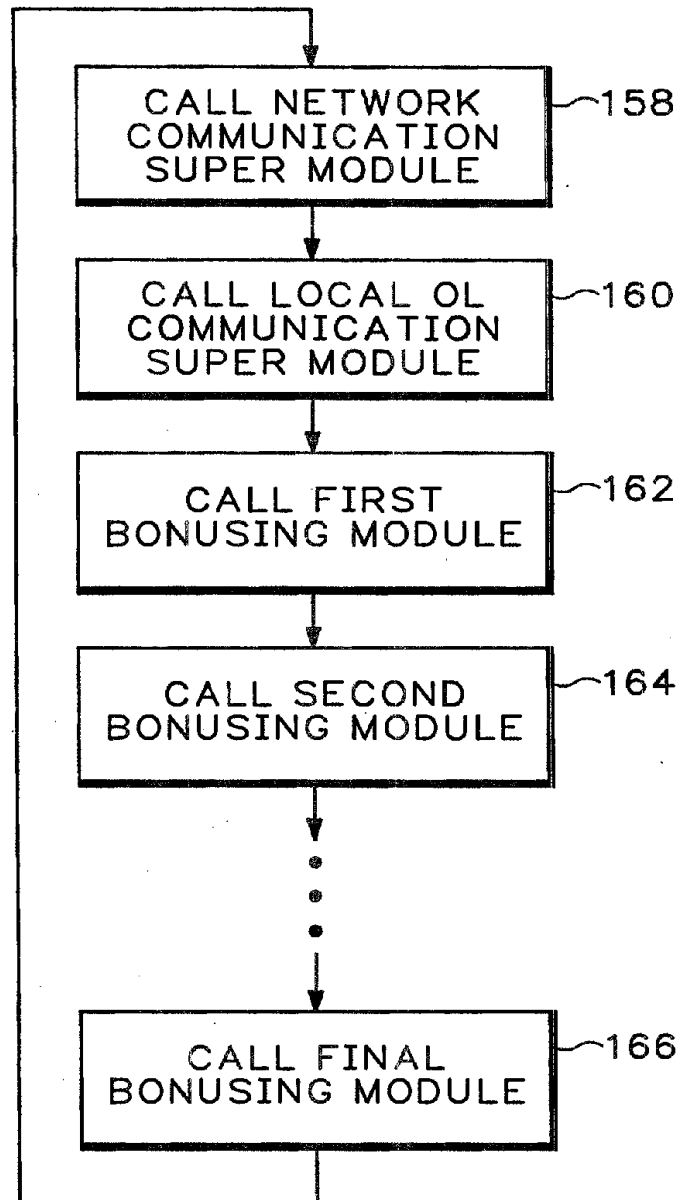 CALL NETWORK
COMMUNICATION
SUPER MODULE
158
CALL LOCAL OL
COMMUNICATION
SUPER MODULE
160
CALL FIRST
BONUSING MODULE
162
CALL SECOND
BONUSING MODULE
164
CALL FINAL
BONUSING MODULE
166